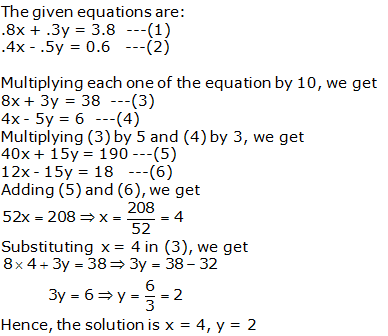 The given equations are:
.8x + .3y = 3.8 ---(1)
.4x - .5y = 0.6 ---(2)
Multiplying each one of the equation by 10, we get
8x + 3y = 38 ---(3)
4x - 5y = 6 ---(4)
Multiplying (3) by 5 and (4) by 3, we get
40x + 15y = 190 ---(5)
12x - 15y = 18 ---(6)
Adding (5) and (6), we get
52x = 208 ⇒ x = 208/52 = 4
Substituting x = 4 in (3), we get
8 × 4 + 3y = 38 ⇒ 3y = 38 – 32
3y = 6 ⇒ y = 6/3 = 2
Hence, the solution is x = 4, y = 2